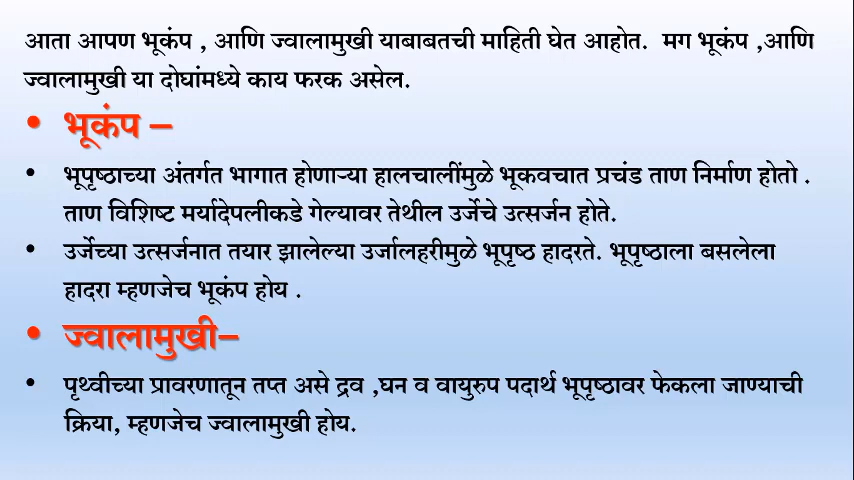 आता आपण भूकंप , आणि ज्वालामुखी याबाबतची माहिती घेत आहोत. मग भूकंप ,आणि
ज्वालामुखी या दोघांमध्ये काय फरक असेल.
• भूकंप –
• भूपृष्ठाच्या अंतर्गत भागात होणाऱ्या हालचालींमुळे भूकवचात प्रचंड ताण निर्माण होतो .
ताण विशिष्ट मर्यादेपलीकडे गेल्यावर तेथील उर्जेचे उत्सर्जन होते.
• उर्जेच्या उत्सर्जनात तयार झालेल्या उर्जालहरीमुळे भूपृष्ठ हादरते. भूपृष्ठाला बसलेला
हादरा म्हणजेच भूकंप होय .
• ज्वालामुखी–
• पृथ्वीच्या प्रावरणातून तप्त असे द्रव ,घन व वायुरुप पदार्थ भूपृष्ठावर फेकला जाण्याची
क्रिया, म्हणजेच ज्वालामुखी होय.